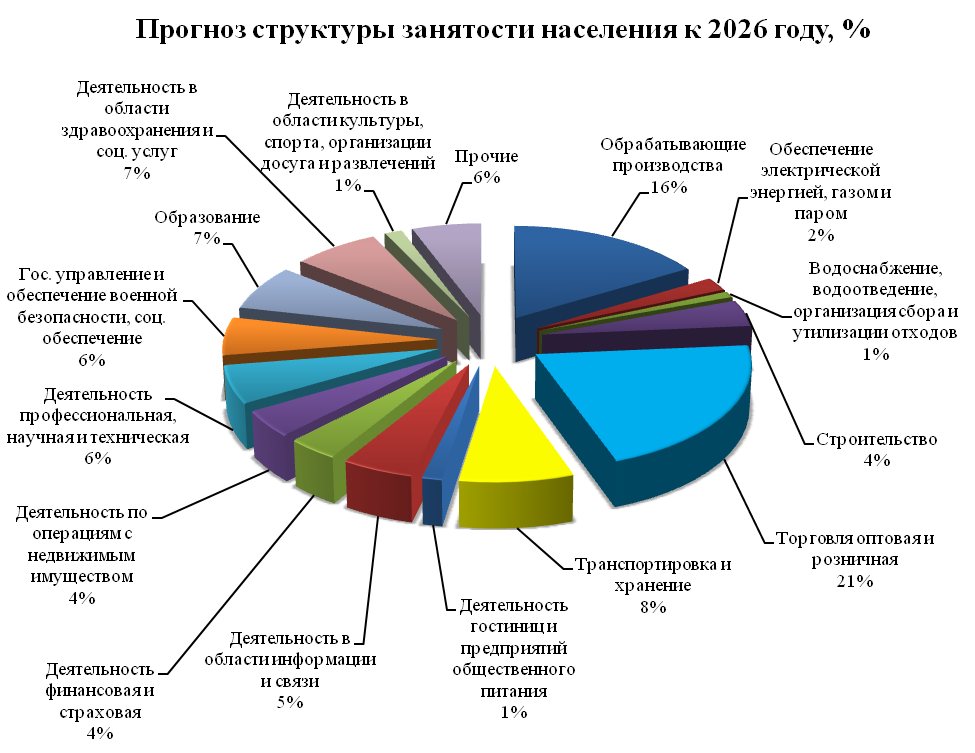 Прогноз структуры занятости населения к 2026 году, %
Деятельность в
области
здравоохранения и
соц. услуг
7%
Деятельность в
области культуры,
спорта, организации
досуга и развлечений
1%
Прочие
6%
Обрабатывающие
производства
16%
Обеспечение
электрической
энергией, газом и
паром
2%
Водоснабжение,
водоотведение,
организация сбора и
утилизации отходов
1%
Строительство
4%
Торговля оптовая и
розничная
21%
Транспортировка и
хранение
8%
Деятельность
гостиниц и
предприятий
общественного
питания
1%
Деятельность в
области информации
и связи
5%
Деятельность
финансовая и
страховая
4%
Деятельность по
операциям с
недвижимым
имуществом
4%
Деятельность
профессиональная,
научная и техническая
6%
Гос. управление и
обеспечение военной
безопасности, соц.
обеспечение
6%
Образование
7%